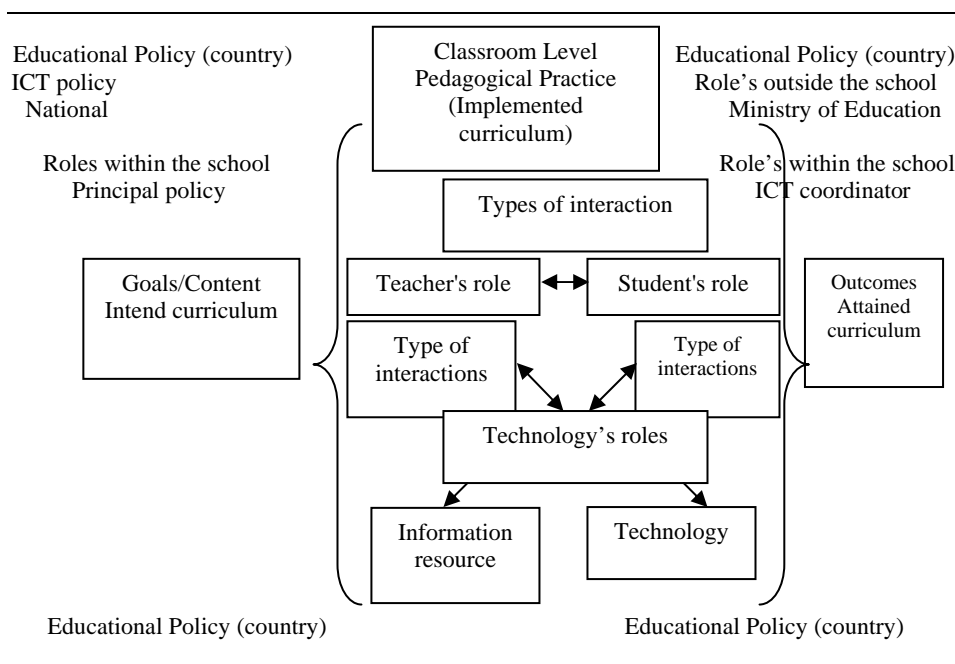 Educational Policy (country)
ICT policy
National
Roles within the school
Principal policy
Classroom Level
Pedagogical Practice
(Implemented
curriculum)
Educational Policy (country)
Role's outside the school
Ministry of Education
Role's within the school
ICT coordinator
Types of interaction
Goals/Content
Intend curriculum
Teacher's role
Student's role
Outcomes
Attained
curriculum
Type of
interactions
Type of
interactions
Technology’s roles
Information
resource
Technology
Educational Policy (country)
Educational Policy (country)